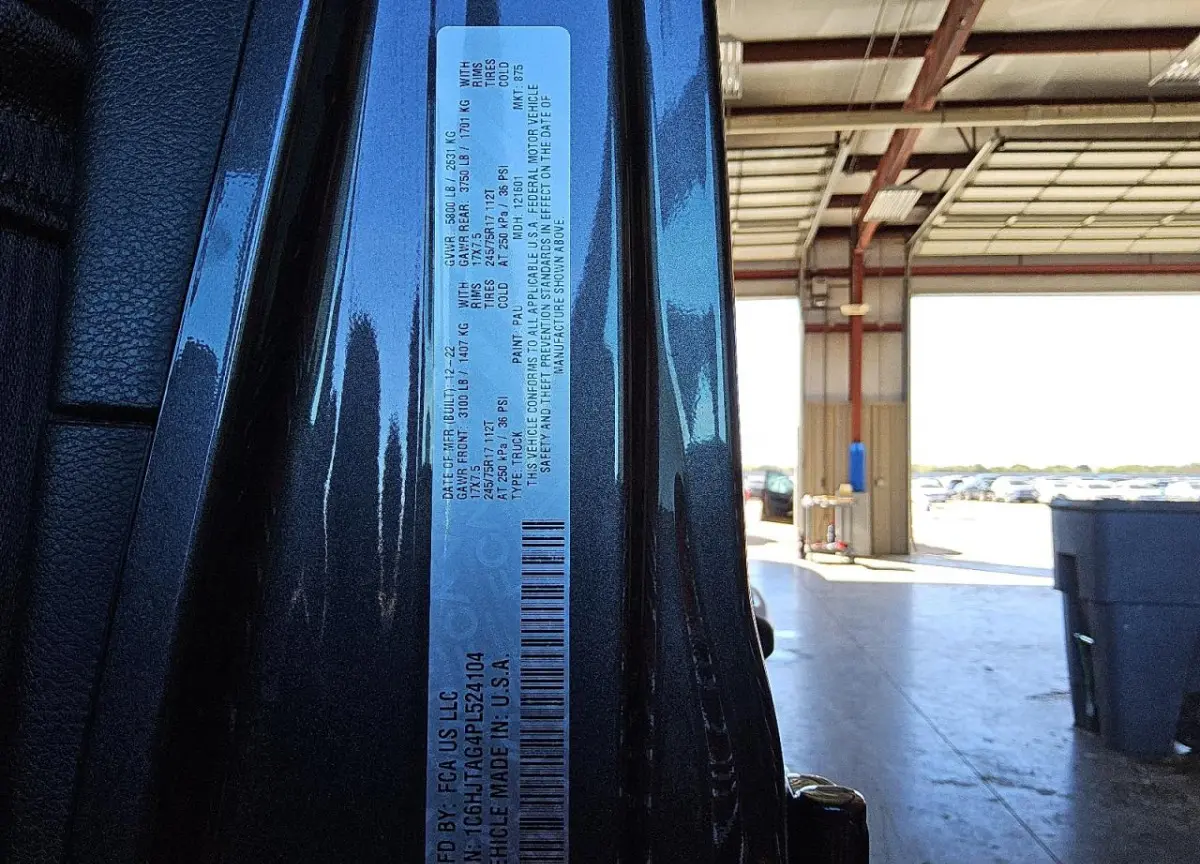 FD BY: FCA US LLC
N: 1C6HJTAG4PL524104
EHICLE MADE IN: U.S.A.
DATE OF MFR (BUILT): 12-22 GVWR 5800 LB / 2631 KG
GAWR FRONT: 3100 LB / 1407 KG WITH GAWR REAR 3750 LB / 1701 KG WITH
17X7.5 RIMS 17X7.5 RIMS
245/75R17 112T TIRES 245/75R17 112T TIRES
AT 250 kPa / 36 PSI COLD AT 250 kPa / 36 PSI COLD
TYPE: TRUCK PAINT: PAU MDH: 121601 MKT: 875
THIS VEHICLE CONFORMS TO ALL APPLICABLE U.S.A. FEDERAL MOTOR VEHICLE
SAFETY AND THEFT PREVENTION STANDARDS IN EFFECT ON THE DATE OF
MANUFACTURE SHOWN ABOVE